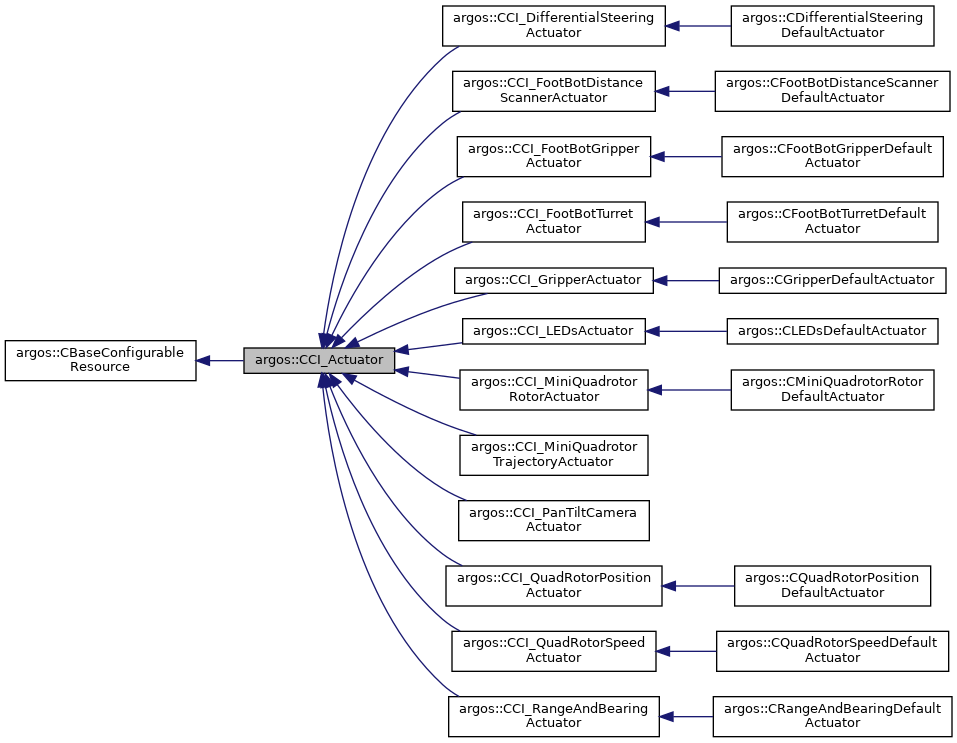 argos::CBaseConfigurable
Resource
argos::CCI_Actuator
argos::CCI_DifferentialSteering
Actuator
argos::CDifferentialSteering
DefaultActuator
argos::CCI_FootBotDistance
ScannerActuator
argos::CFootBotDistanceScanner
DefaultActuator
argos::CCI_FootBotGripper
Actuator
argos::CFootBotGripperDefault
Actuator
argos::CCI_FootBotTurret
Actuator
argos::CFootBotTurretDefault
Actuator
argos::CCI_GripperActuator
argos::CGripperDefaultActuator
argos::CCI_LEDsActuator
argos::CLEDsDefaultActuator
argos::CCI_MiniQuadrotor
RotorActuator
argos::CMiniQuadrotorRotor
DefaultActuator
argos::CCI_MiniQuadrotor
TrajectoryActuator
argos::CCI_PanTiltCamera
Actuator
argos::CCI_QuadRotorPosition
Actuator
argos::CQuadRotorPosition
DefaultActuator
argos::CCI_QuadRotorSpeed
Actuator
argos::CQuadRotorSpeedDefault
Actuator
argos::CCI_RangeAndBearing
Actuator
argos::CRangeAndBearingDefault
Actuator